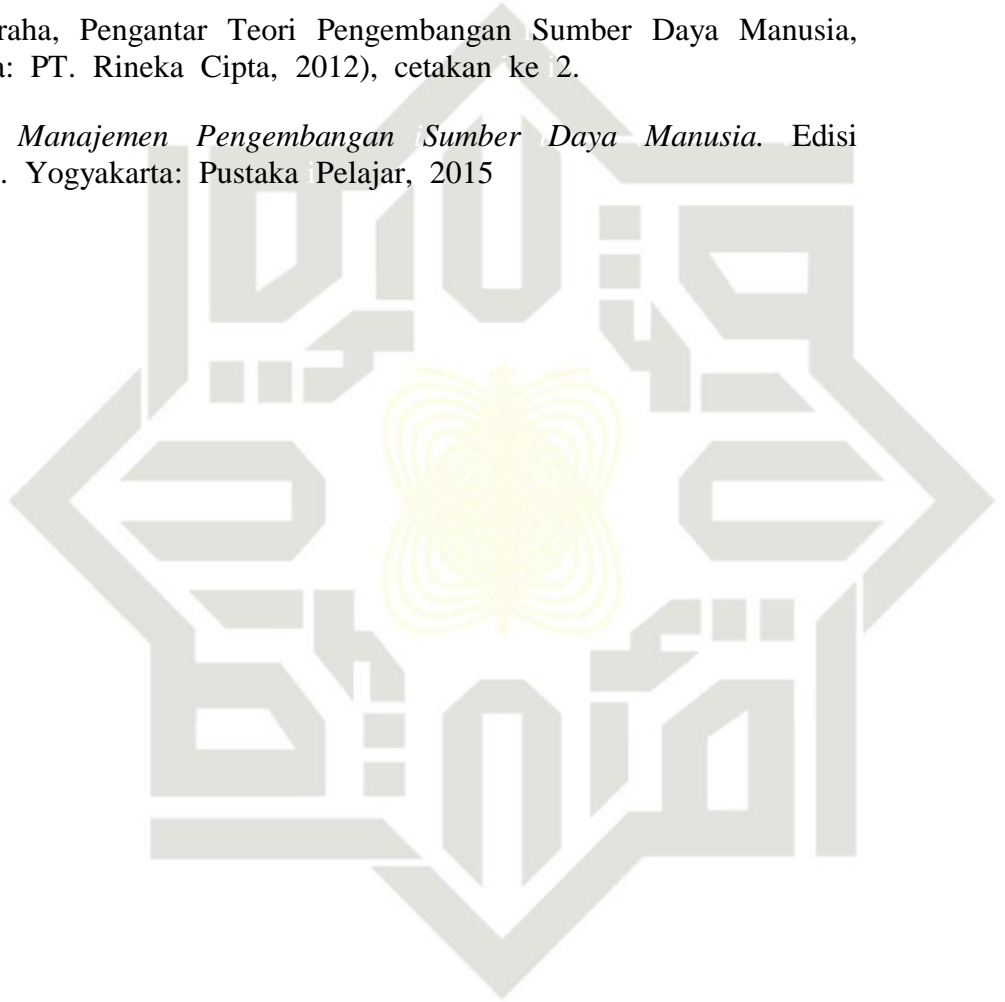 raha, Pengantar Teori Pengembangan Sumber Daya Manusia,
a: PT. Rineka Cipta, 2012), cetakan ke 2.
Manajemen Pengembangan Sumber Daya Manusia. Edisi
. Yogyakarta: Pustaka Pelajar, 2015